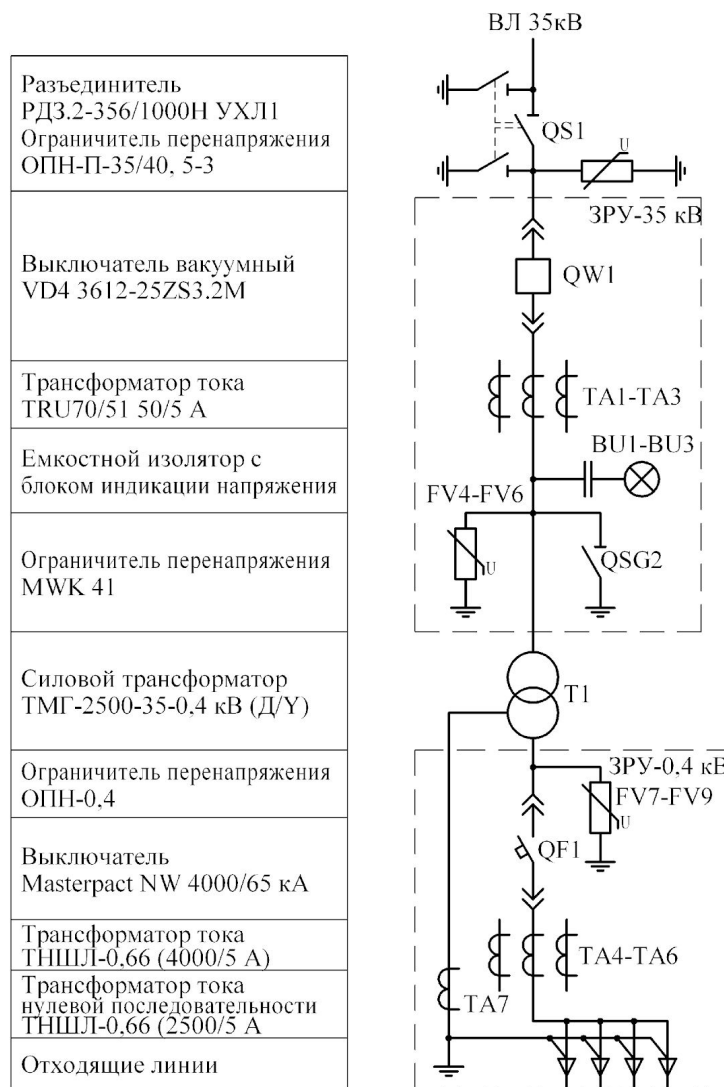 ВЛ 35кВ
Разъединитель
РДЗ.2-356/1000Н УХЛ1
Ограничитель перенапряжения
ОПН-П-35/40, 5-3
QS1
U
ЗРУ-35 кВ
Выключатель вакуумный
VD4 3612-25ZS3.2M
QW1
Трансформатор тока
TRU70/51 50/5 А
TA1-TA3
Емкостной изолятор с
блоком индикации напряжения
BU1-BU3
FV4-FV6
Ограничитель перенапряжения
MWK 41
U
QSG2
Силовой трансформатор
ТМГ-2500-35-0,4 кВ (Д/Y)
T1
Ограничитель перенапряжения
ОПН-0,4
ЗРУ-0,4 кВ
FV7-FV9
U
Выключатель
Masterpact NW 4000/65 кА
QF1
Трансформатор тока
ТНШЛ-0,66 (4000/5 А)
TA4-TA6
Трансформатор тока
нулевой последовательности
ТНШЛ-0,66 (2500/5 А
TA7
Отходящие линии